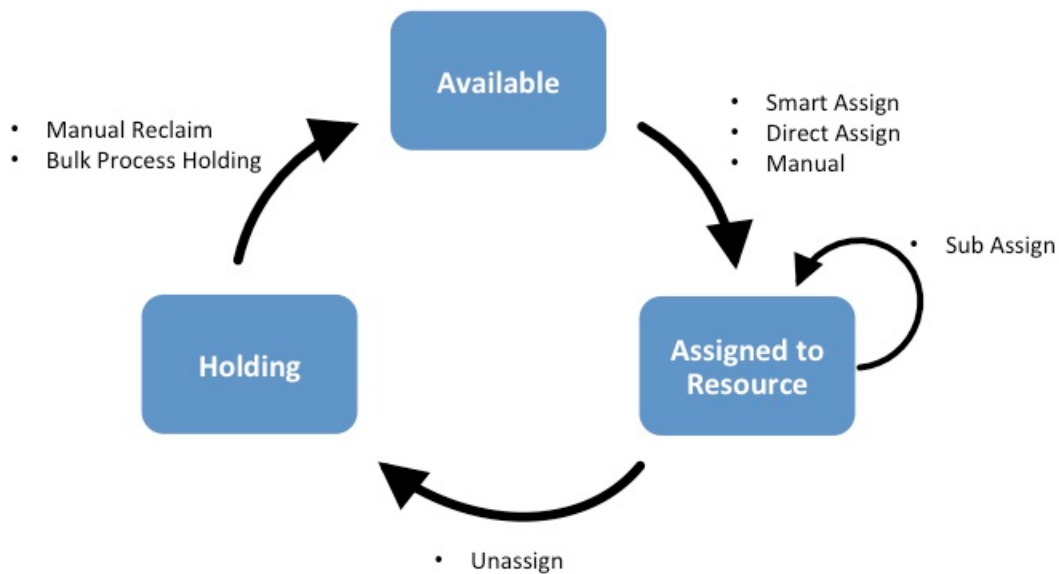 Available
• Manual Reclaim
• Bulk Process Holding
• Smart Assign
• Direct Assign
• Manual
• Sub Assign
Holding
Assigned to
Resource
• Unassign